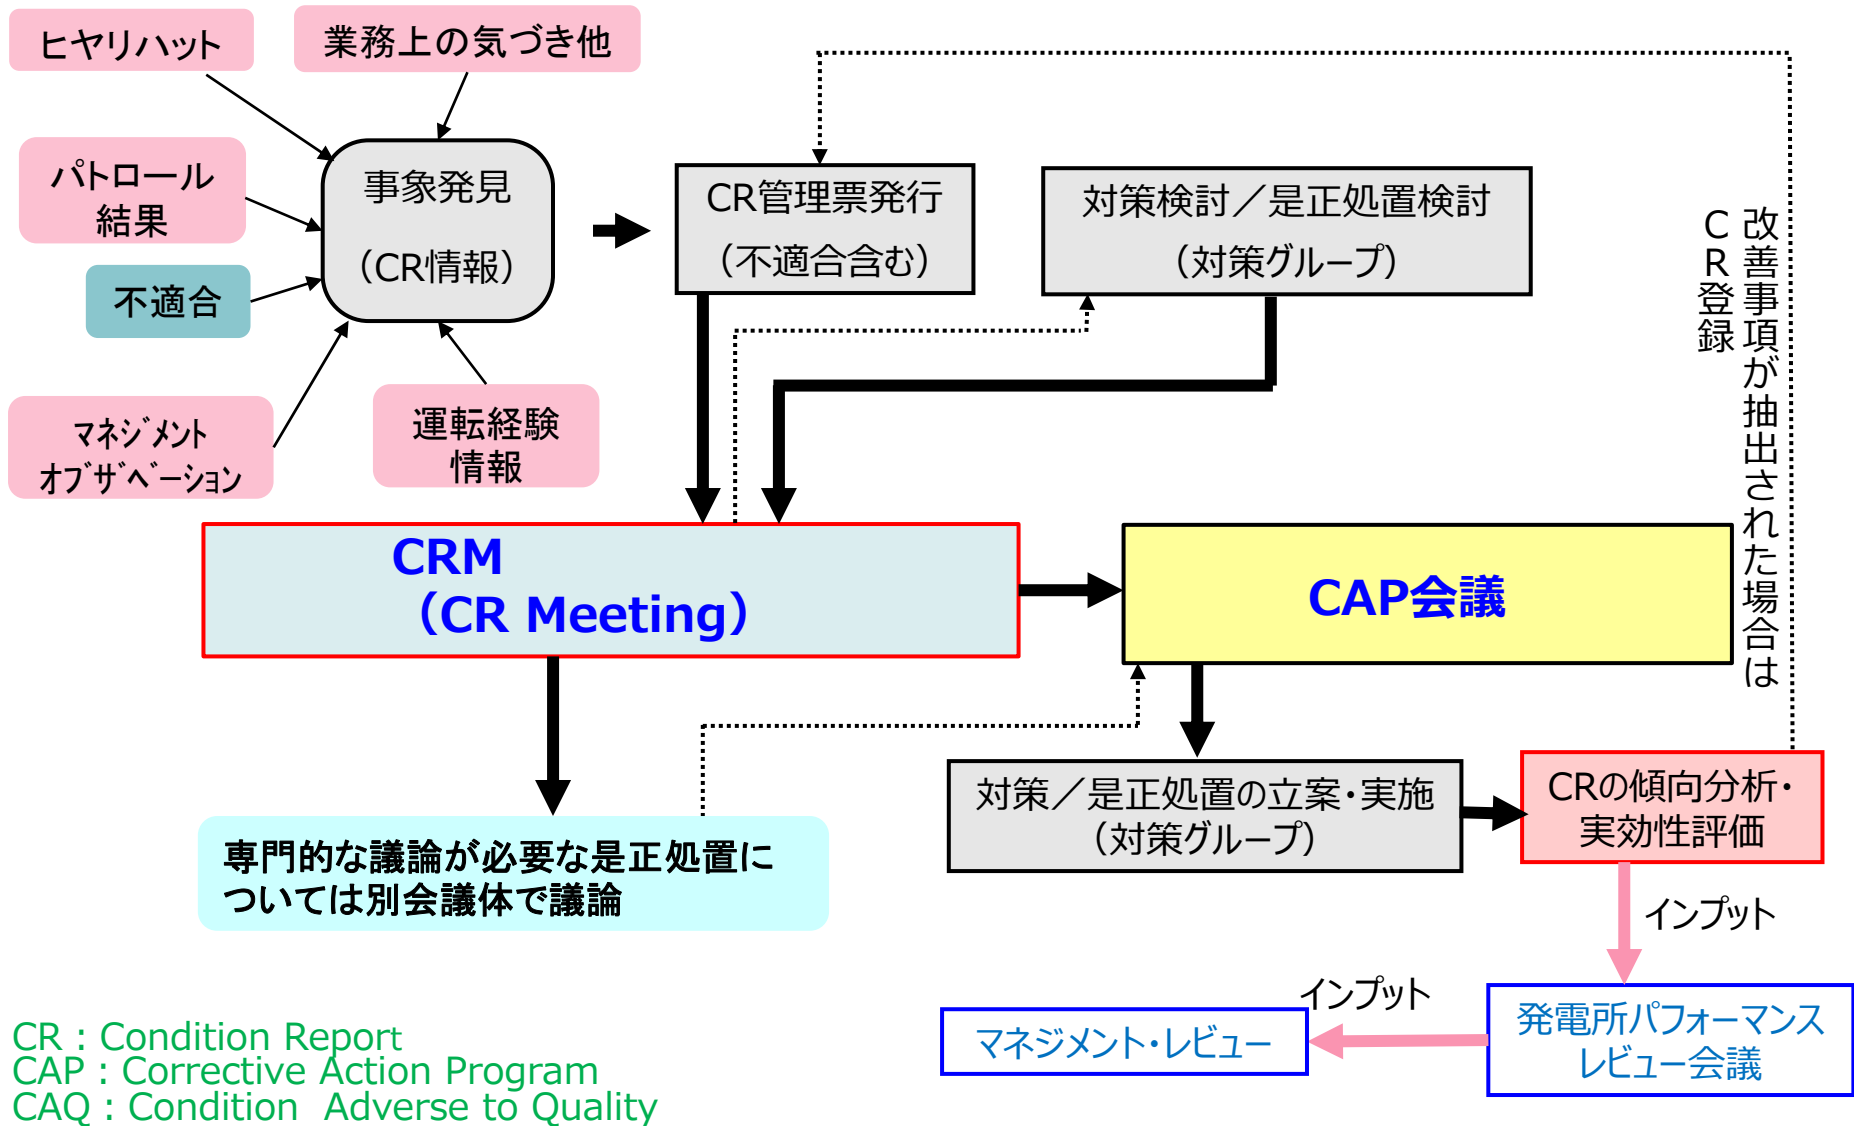 ヒヤリハット
業務上の気づき他
パトロール
結果
不適合
ﾏﾈｼﾞﾒﾝﾄ
ｵﾌﾞｻﾞﾍﾞｰｼｮﾝ
運転経験
情報
事象発見
（CR情報）
CR管理票発行
（不適合含む）
対策検討／是正処置検討
（対策グループ）
改善事項が抽出された場合は
ＣＲ登録
CRM
（CR Meeting）
CAP会議
専門的な議論が必要な是正処置に
ついては別会議体で議論
対策／是正処置の立案・実施
（対策グループ）
CRの傾向分析・
実効性評価
インプット
発電所パフォーマンス
レビュー会議
インプット
マネジメント・レビュー
CR : Condition Report
CAP : Corrective Action Program
CAQ : Condition  Adverse to Quality